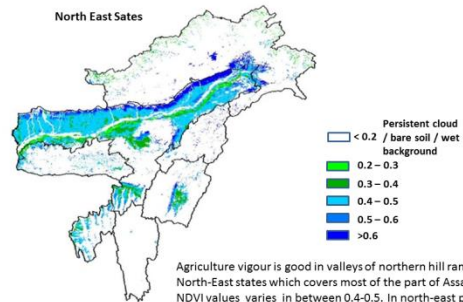 North East Sates
Persistent cloud
< 0.2 / bare soil / wet
background
0.2 – 0.3
0.3 – 0.4
0.4 – 0.5
0.5 – 0.6
>0.6
Agriculture vigour is good in valleys of northern hill ran
North-East states which covers most of the part of Assa
NDVI values varies in between 0.4-0.5. In north-east p